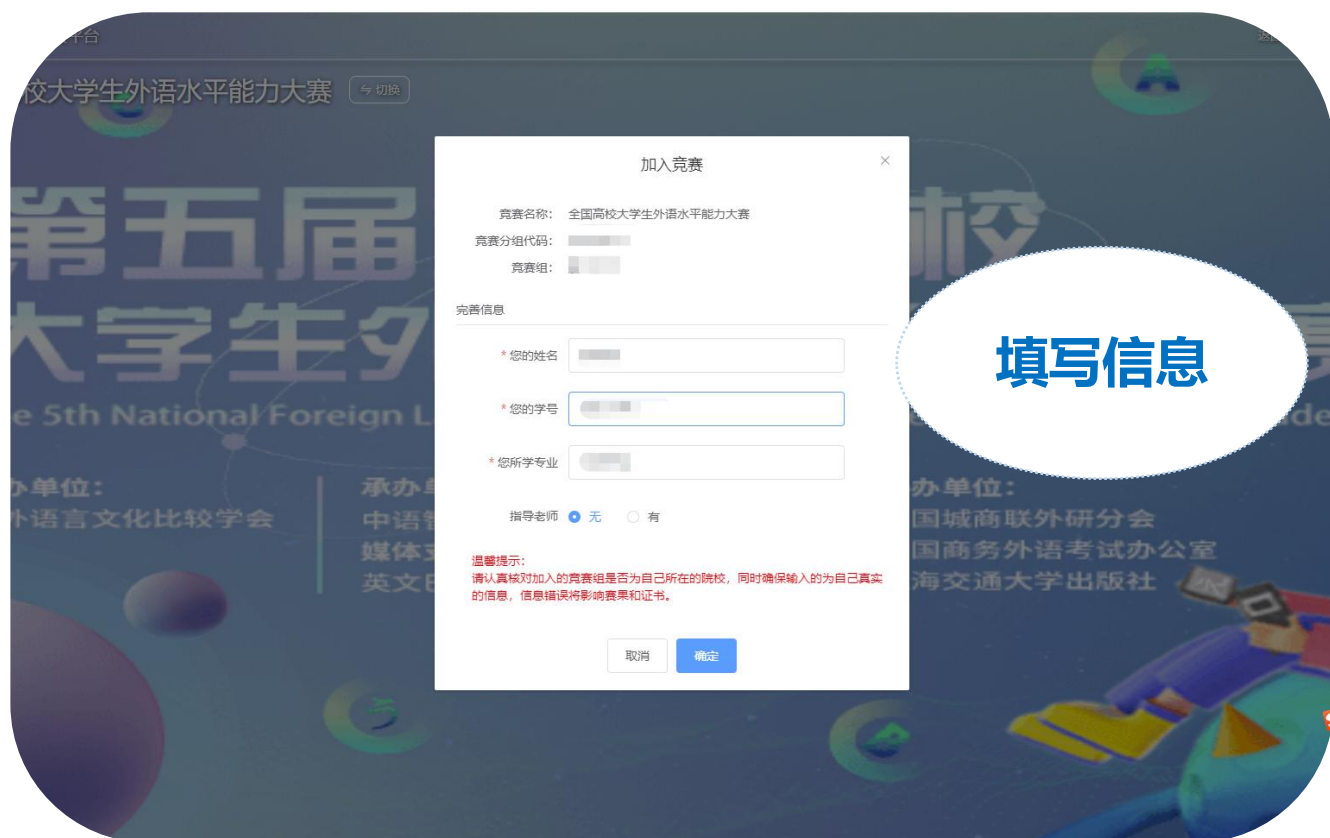 平台
校大学生外语水平能力大赛 切换
加入竞赛
竞赛名称: 全国高校大学生外语水平能力大赛
竞赛分组代码:
竞赛组:
完善信息
* 您的姓名
* 您的学号
* 您所学专业
指导老师 无 有
温馨提示:
请认真核对加入的竞赛组是否为自己所在的院校，同时确保输入的为自己真实
的信息，信息错误将影响赛果和证书。
取消 确定
填写信息
第五届 校
大学生外
e 5th National Foreign L
办单位:
外语言文化比较学会
承办单
中语智
媒体支
英文日
办单位:
国城商联外研分会
国商务外语考试办公室
海交通大学出版社